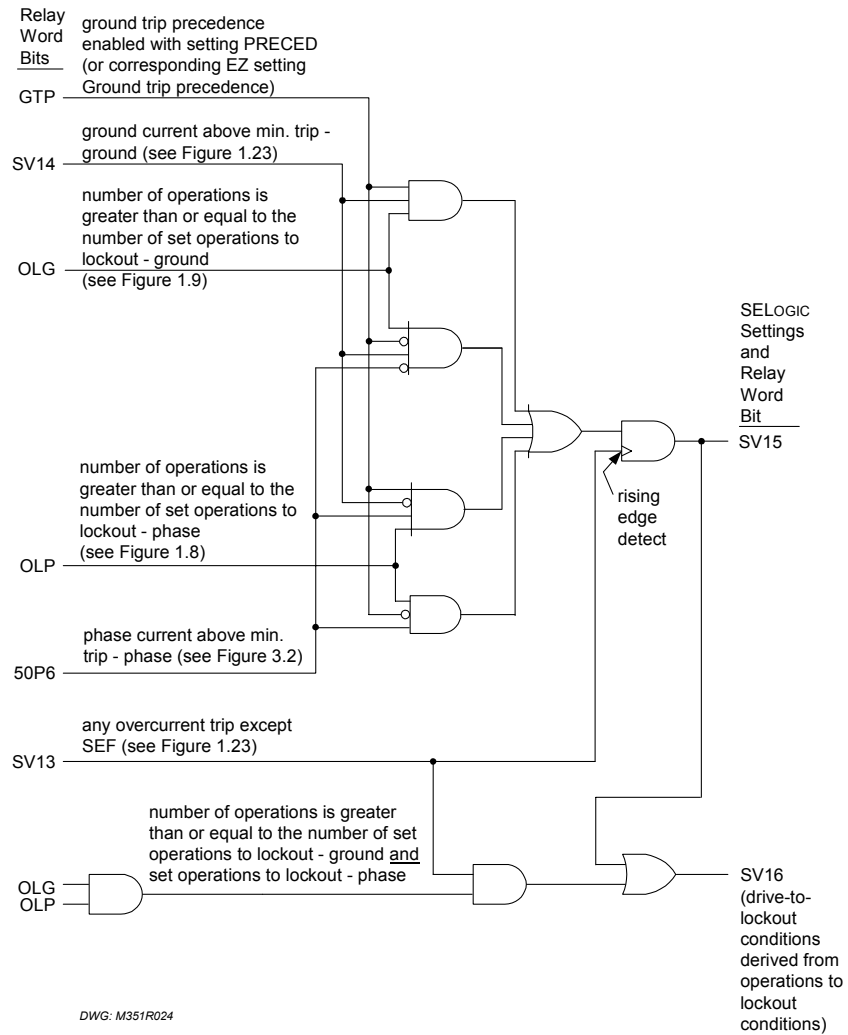 Relay
Word
Bits
ground trip precedence
enabled with setting PRECED
(or corresponding EZ setting
Ground trip precedence)
GTP
ground current above min. trip -
ground (see Figure 1.23)
SV14
number of operations is
greater than or equal to the
number of set operations to
lockout - ground
(see Figure 1.9)
OLG
SELOGIC
Settings
and
Relay
Word
Bit
SV15
rising
edge
detect
number of operations is
greater than or equal to the
number of set operations to
lockout - phase
(see Figure 1.8)
OLP
phase current above min.
trip - phase (see Figure 3.2)
50P6
any overcurrent trip except
SEF (see Figure 1.23)
SV13
number of operations is greater
than or equal to the number of set
operations to lockout - ground and
set operations to lockout - phase
OLG
OLP
SV16
(drive-to-
lockout
conditions
derived from
operations to
lockout
conditions)
DWG: M351R024